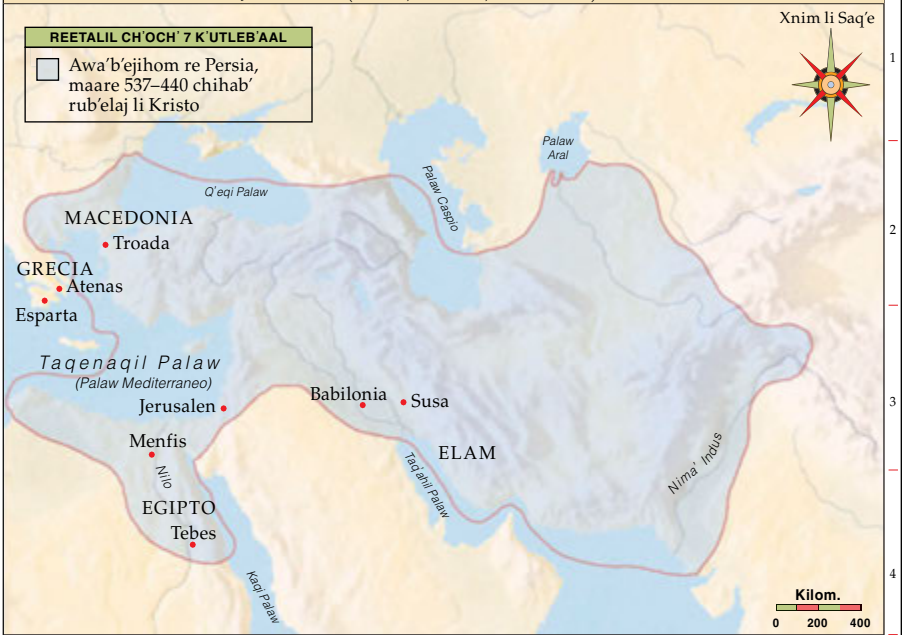 Xnim li Saq'e
REETALIL CH'OCH' 7 K'UTLEB'AAL
Awa'b'ejihom re Persia,
maare 537–440 chihab'
rub'elaj li Kristo
1
Palaw
Aral
Palaw Caspio
Q'eqi Palaw
MACEDONIA
Troada
2
GRECIA
Atenas
Esparta
Taqenaqil Palaw
(Palaw Mediterraneo)
Jerusalen
Babilonia
Susa
3
Menfis
ELAM
Nilo
Taq'ahil Palaw
Nima' Indus
EGIPTO
Tebes
Kaqi Palaw
4
Kilom.
0 200 400